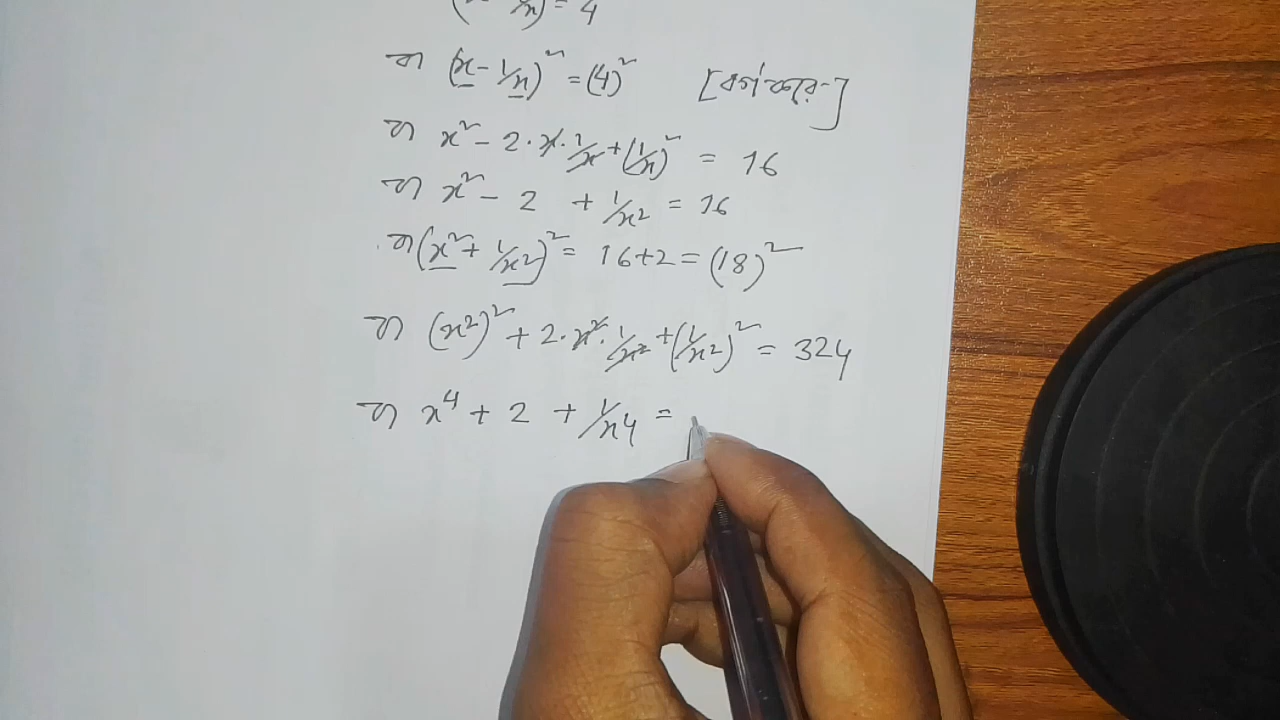 (x - 1/x) = 4
বা (x - 1/x)² = (4)² [বর্গ করে-]
বা x² - 2·x·1/x + (1/x)² = 16
বা x² - 2 + 1/x² = 16
বা (x² + 1/x²)² = 16+2 = (18)²
বা (x²)² + 2·x²·1/x² + (1/x²)² = 324
বা x⁴ + 2 + 1/x4 =